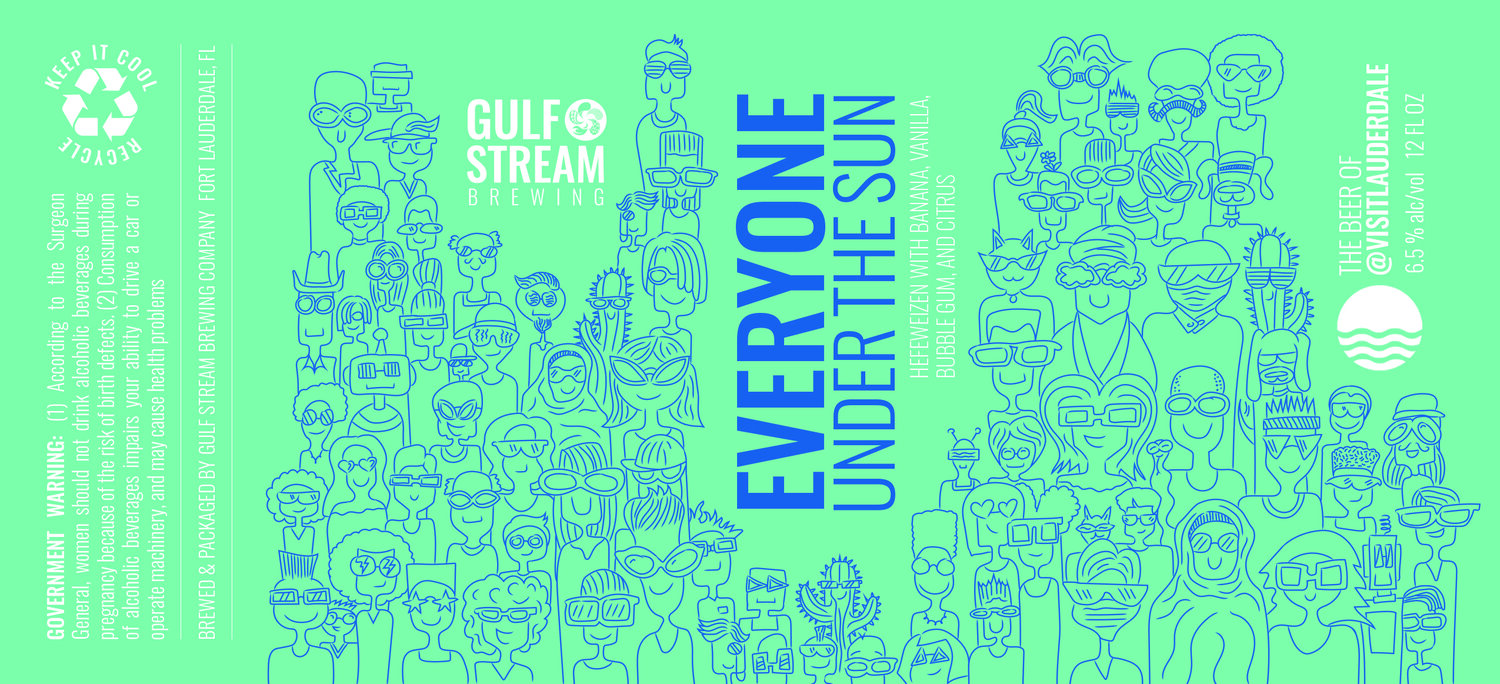 KEEP IT COOL
RECYCLE
GOVERNMENT WARNING: (1) According to the Surgeon
General, women should not drink alcoholic beverages during
pregnancy because of the risk of birth defects, (2) Consumption
of alcoholic beverages impairs your ability to drive a car or
operate machinery, and may cause health problems
BREWED & PACKAGED BY GULF STREAM BREWING COMPANY FORT LAUDERDALE, FL
GULF
STREAM
BREWING
EVERYONE
UNDER THE SUN
HEFEWEIZEN WITH BANANA, VANILLA,
BUBBLE GUM, AND CITRUS
THE BEER OF
@VISITLAUDERDALE
6.5 % alc/vol 12 FL OZ